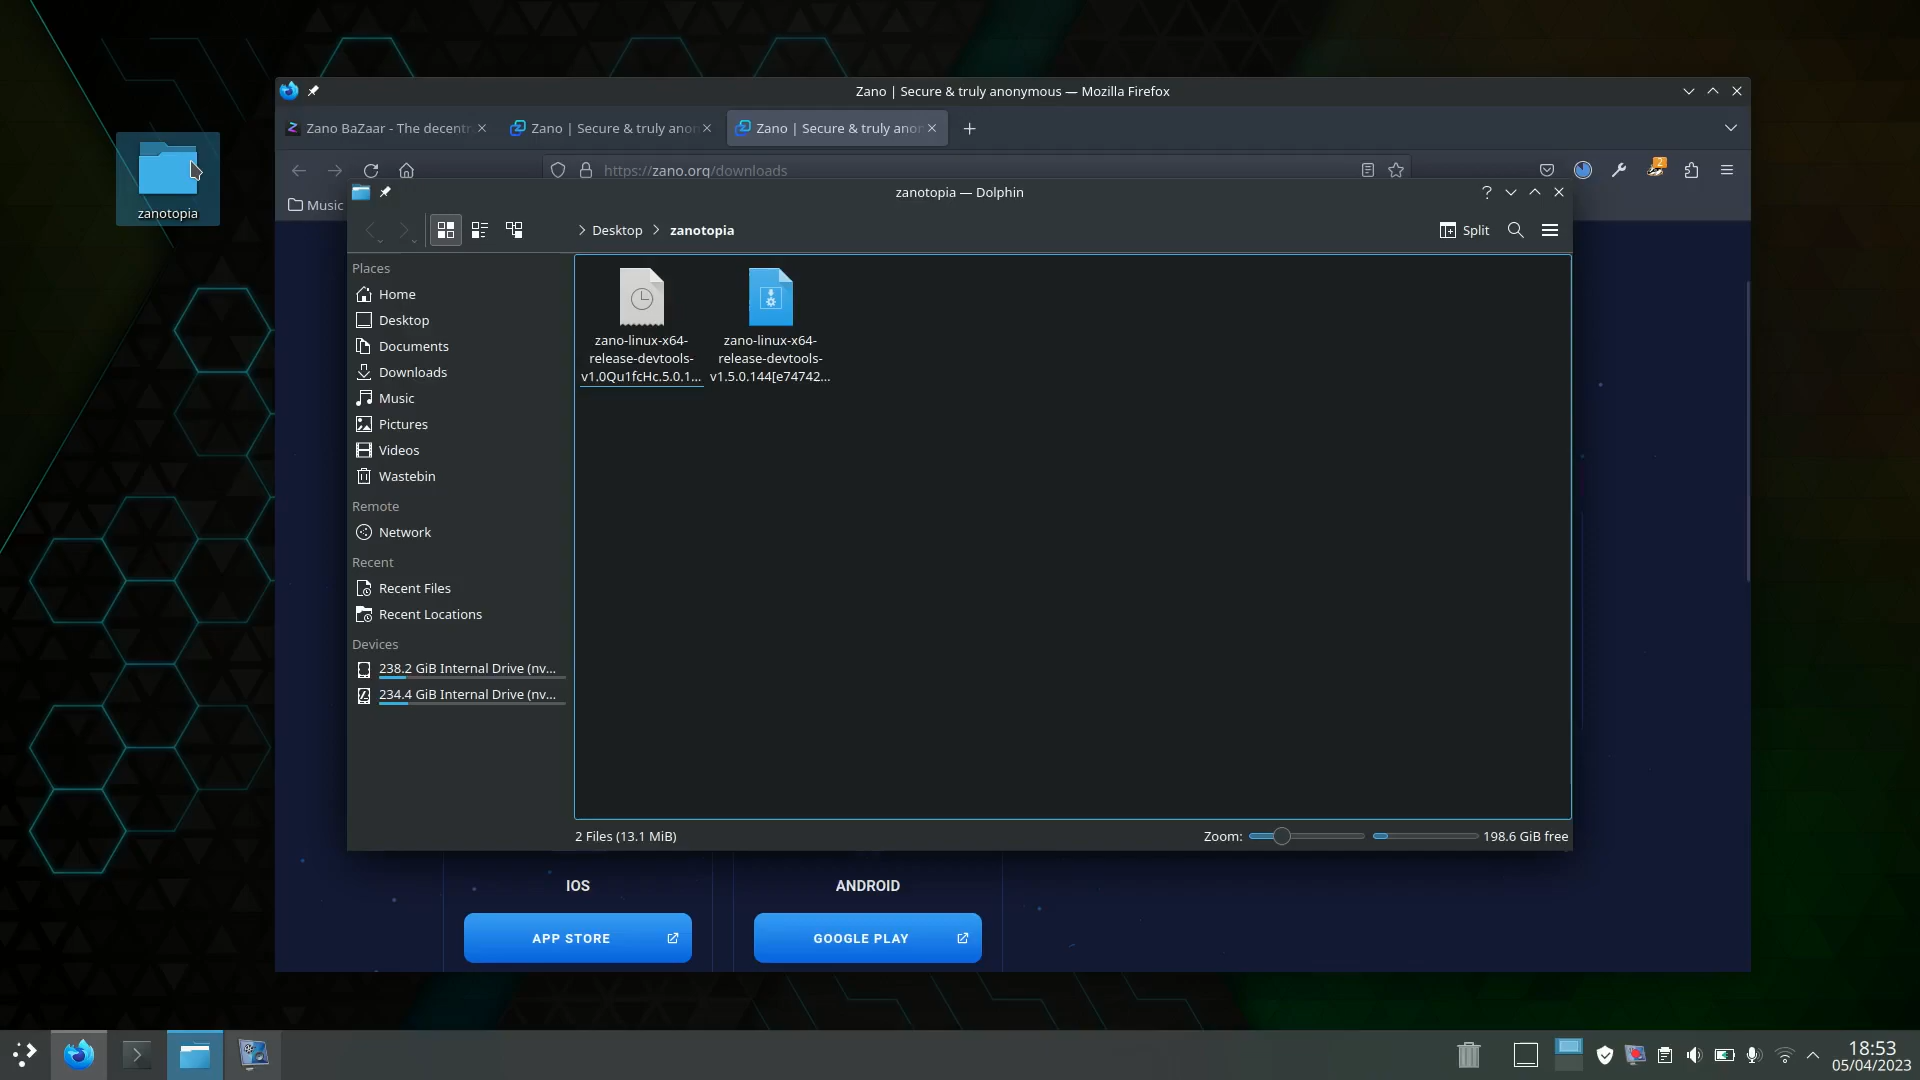 zanotopia
Zano | Secure & truly anonymous — Mozilla Firefox
Zano BaZaar - The decentr
Zano | Secure & truly anon
Zano | Secure & truly anon
https://zano.org/downloads
2
Music
zanotopia — Dolphin
Desktop
zanotopia
Split
Places
Home
Desktop
Documents
Downloads
Music
Pictures
Videos
Wastebin
Remote
Network
Recent
Recent Files
Recent Locations
Devices
238.2 GiB Internal Drive (nv...
234.4 GiB Internal Drive (nv...
zano-linux-x64-
release-devtools-
v1.0Qu1fcHc.5.0.1...
zano-linux-x64-
release-devtools-
v1.5.0.144[e74742...
2 Files (13.1 MiB)
Zoom:
198.6 GiB free
IOS
ANDROID
APP STORE
GOOGLE PLAY
18:53
05/04/2023